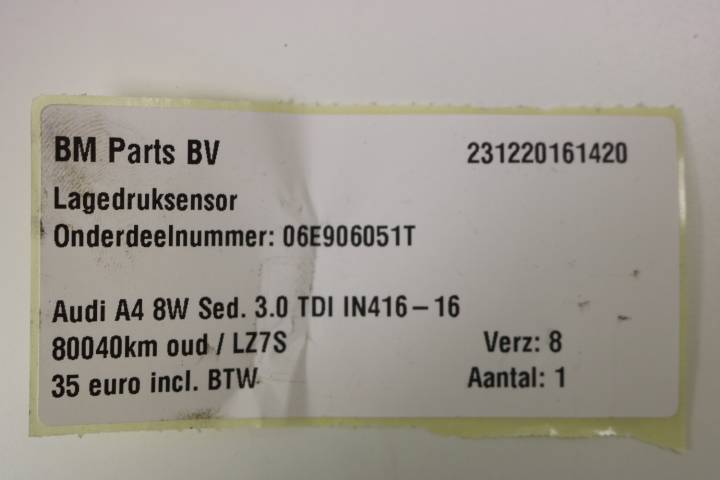 BM Parts BV 231220161420
Lagedruksensor
Onderdeelnummer: 06E906051T
Audi A4 8W Sed. 3.0 TDI IN416-16
80040km oud / LZ7S Verz: 8
35 euro incl. BTW Aantal: 1